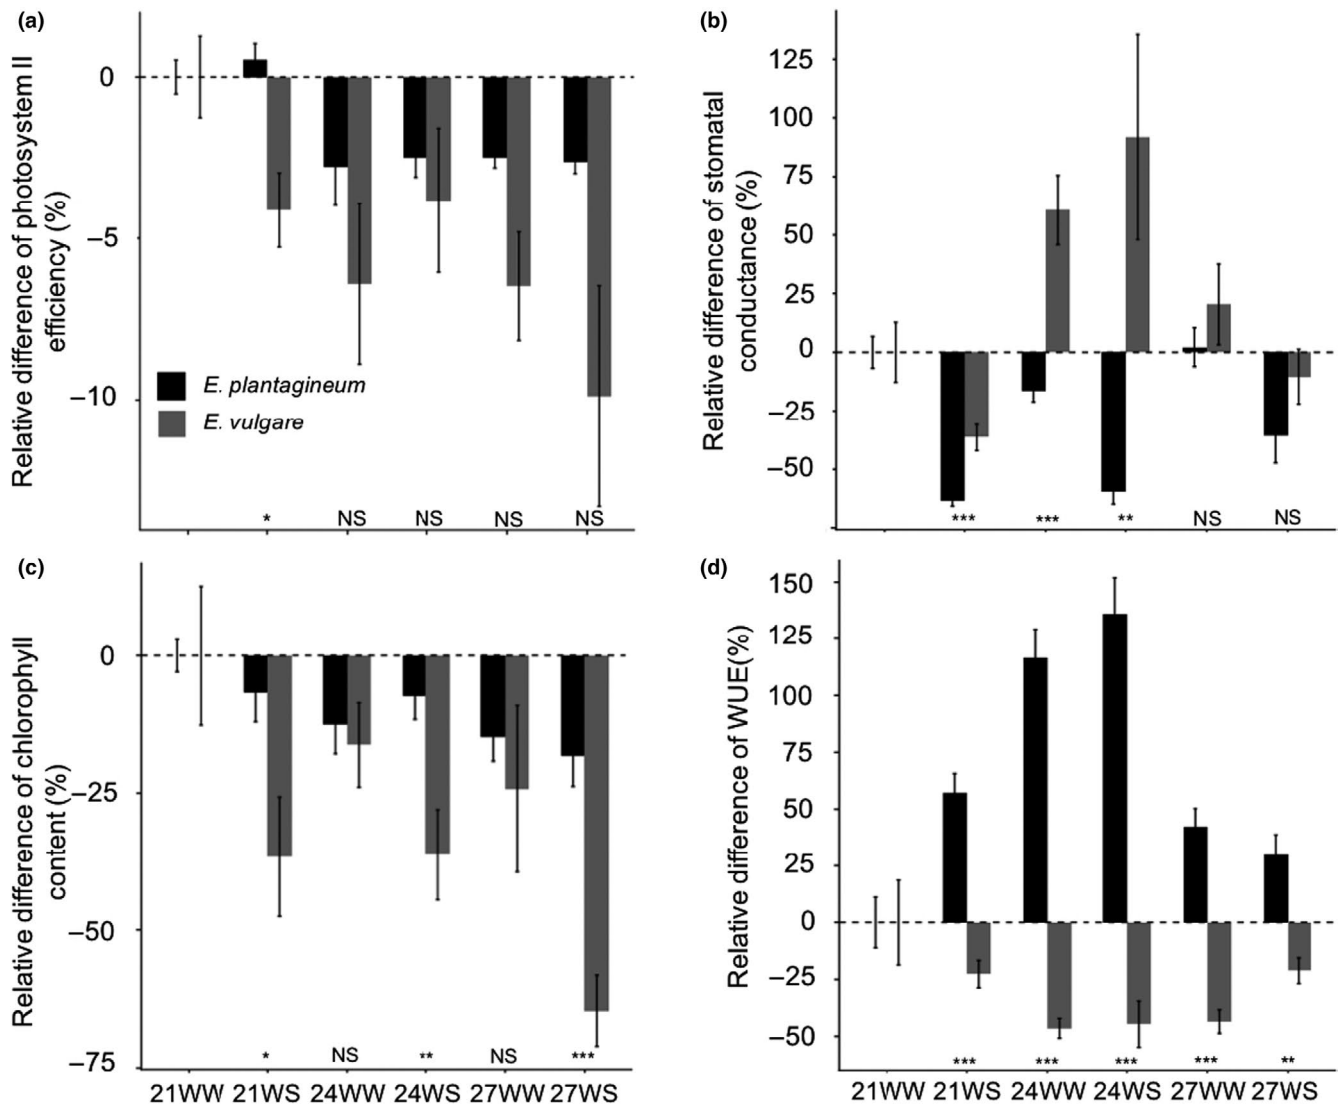 (a)
Relative difference of photosystem II
efficiency (%)
0
–5
–10
E. plantagineum
E. vulgare
*
NS
NS
NS
NS
(b)
Relative difference of stomatal
conductance (%)
125
100
75
50
25
0
–25
–50
***
***
**
NS
NS
(c)
Relative difference of chlorophyll
content (%)
0
–25
–50
–75
*
NS
**
NS
***
21WW 21WS 24WW 24WS 27WW 27WS
(d)
Relative difference of WUE(%)
150
125
100
75
50
25
0
–25
–50
***
***
***
***
**
21WW 21WS 24WW 24WS 27WW 27WS